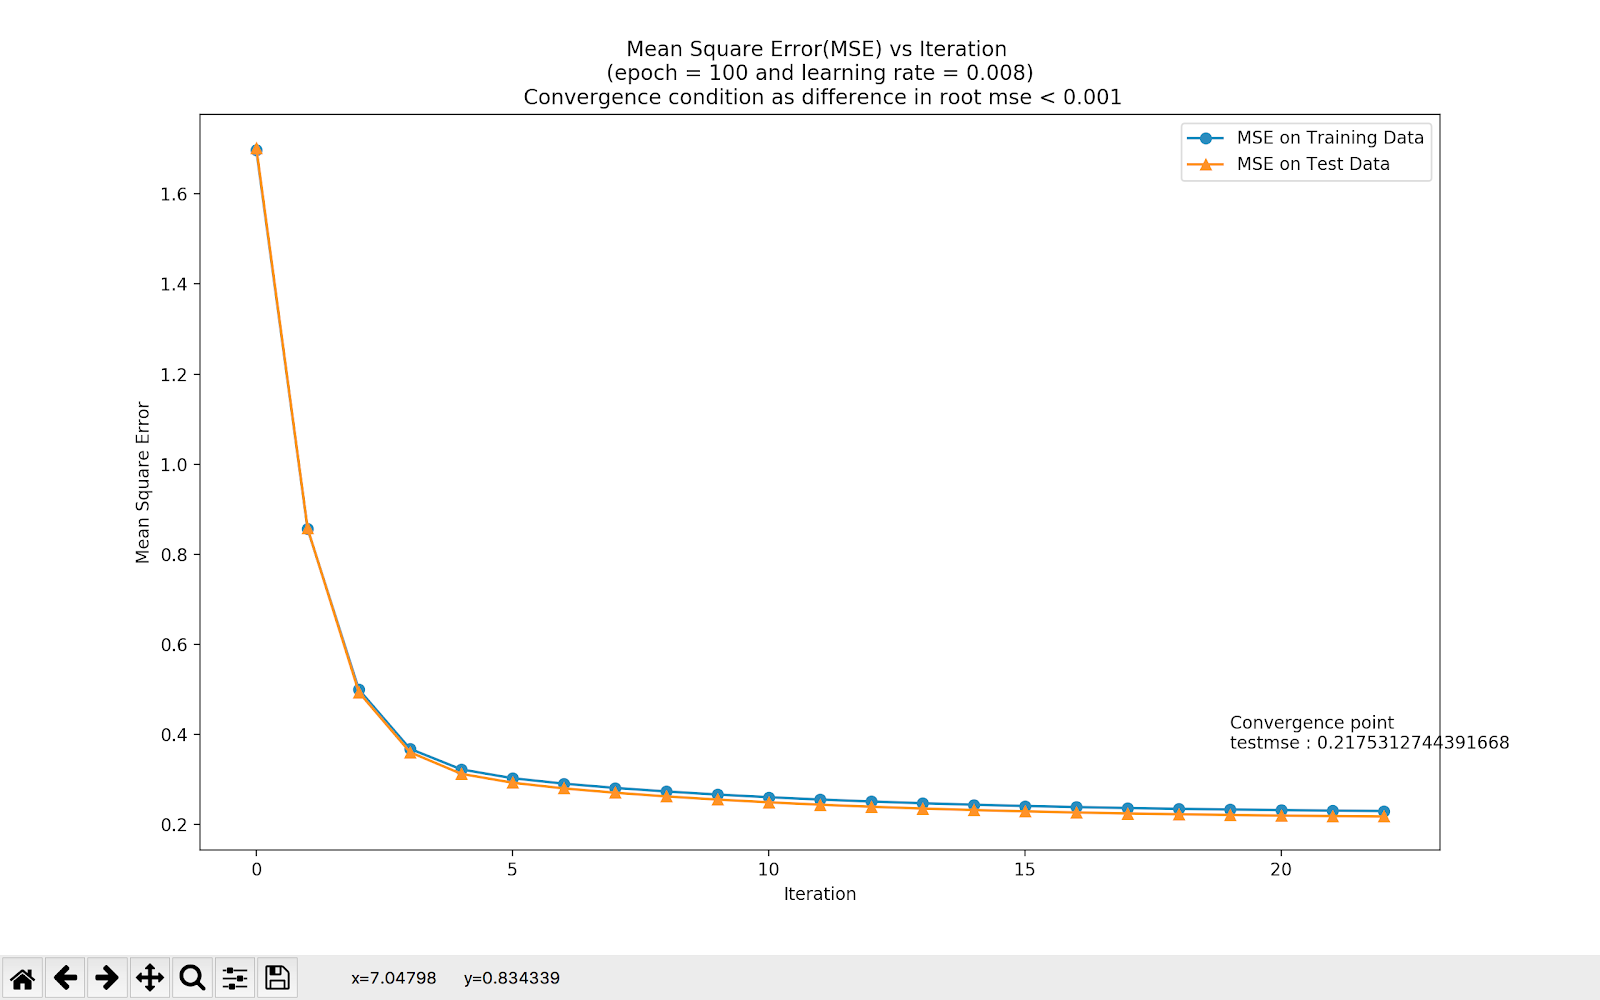 Mean Square Error(MSE) vs Iteration
(epoch = 100 and learning rate = 0.008)
Convergence condition as difference in root mse < 0.001
MSE on Training Data
MSE on Test Data
1.6
1.4
1.2
1.0
0.8
0.6
0.4
0.2
Mean Square Error
Convergence point
testmse : 0.2175312744391668
0 5 10 15 20
Iteration
x=7.04798 y=0.834339